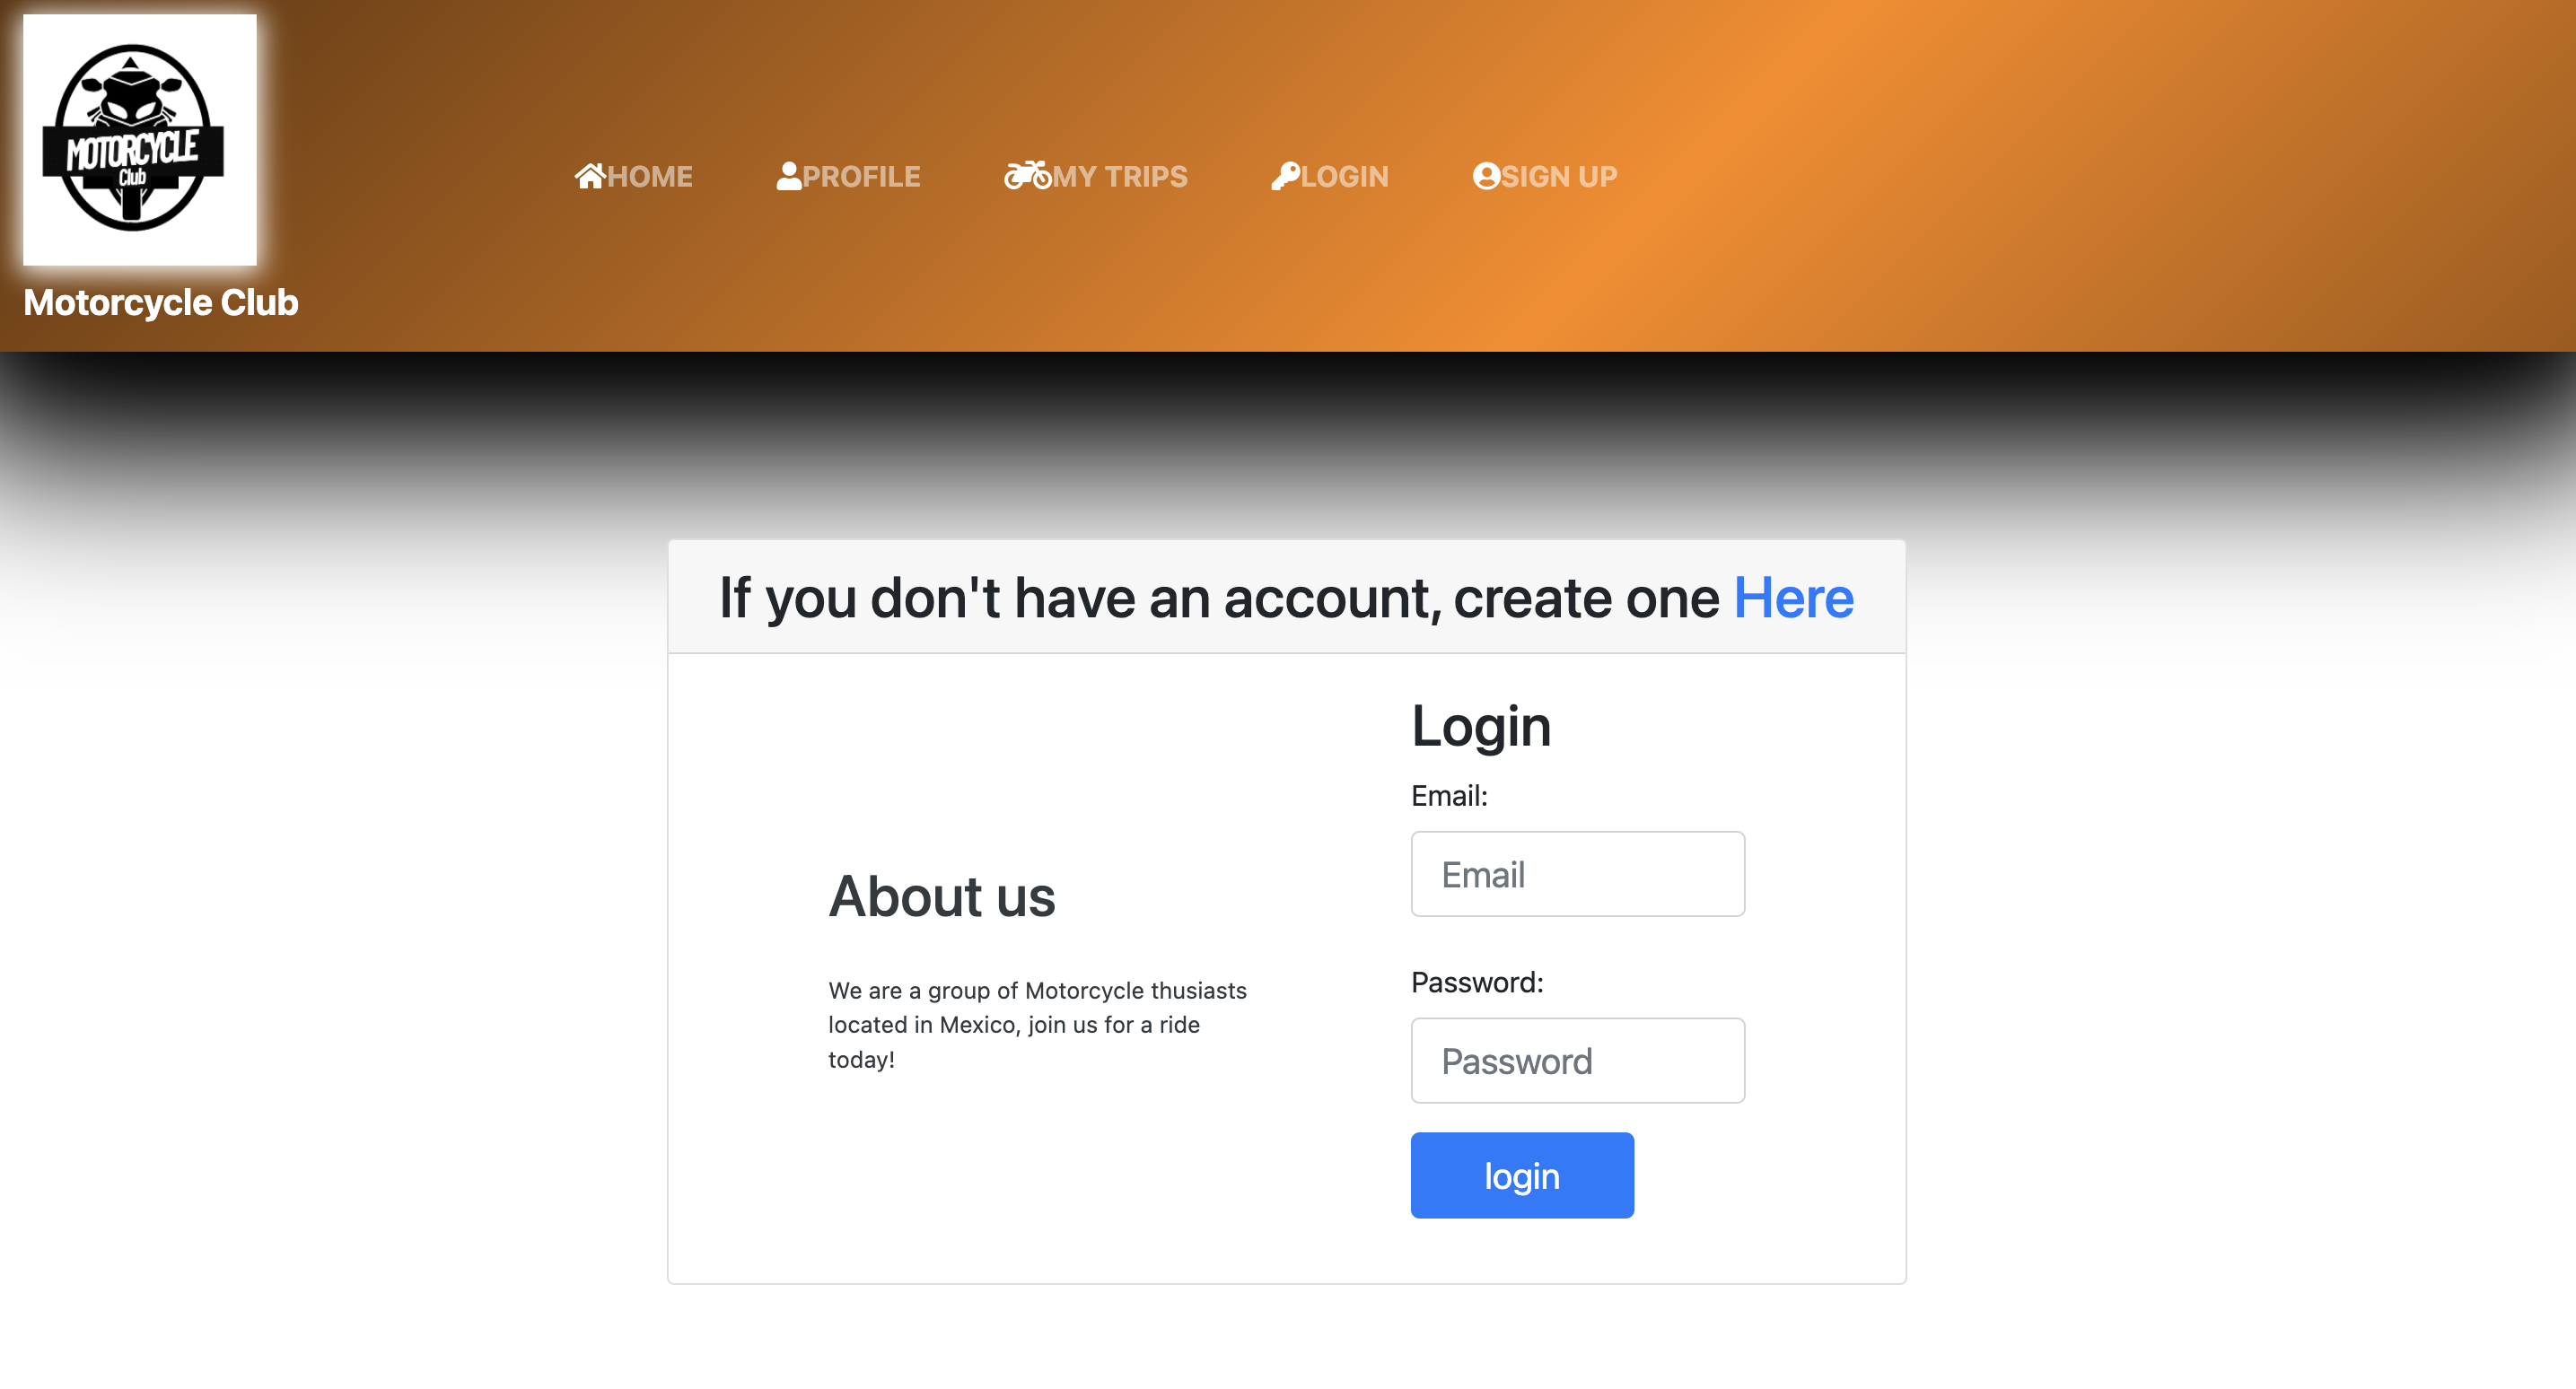 MOTORCYCLE
Club
Motorcycle Club
HOME
PROFILE
MY TRIPS
LOGIN
SIGN UP
If you don't have an account, create one Here
About us
We are a group of Motorcycle thusiasts
located in Mexico, join us for a ride
today!
Login
Email:
Email
Password:
Password
login